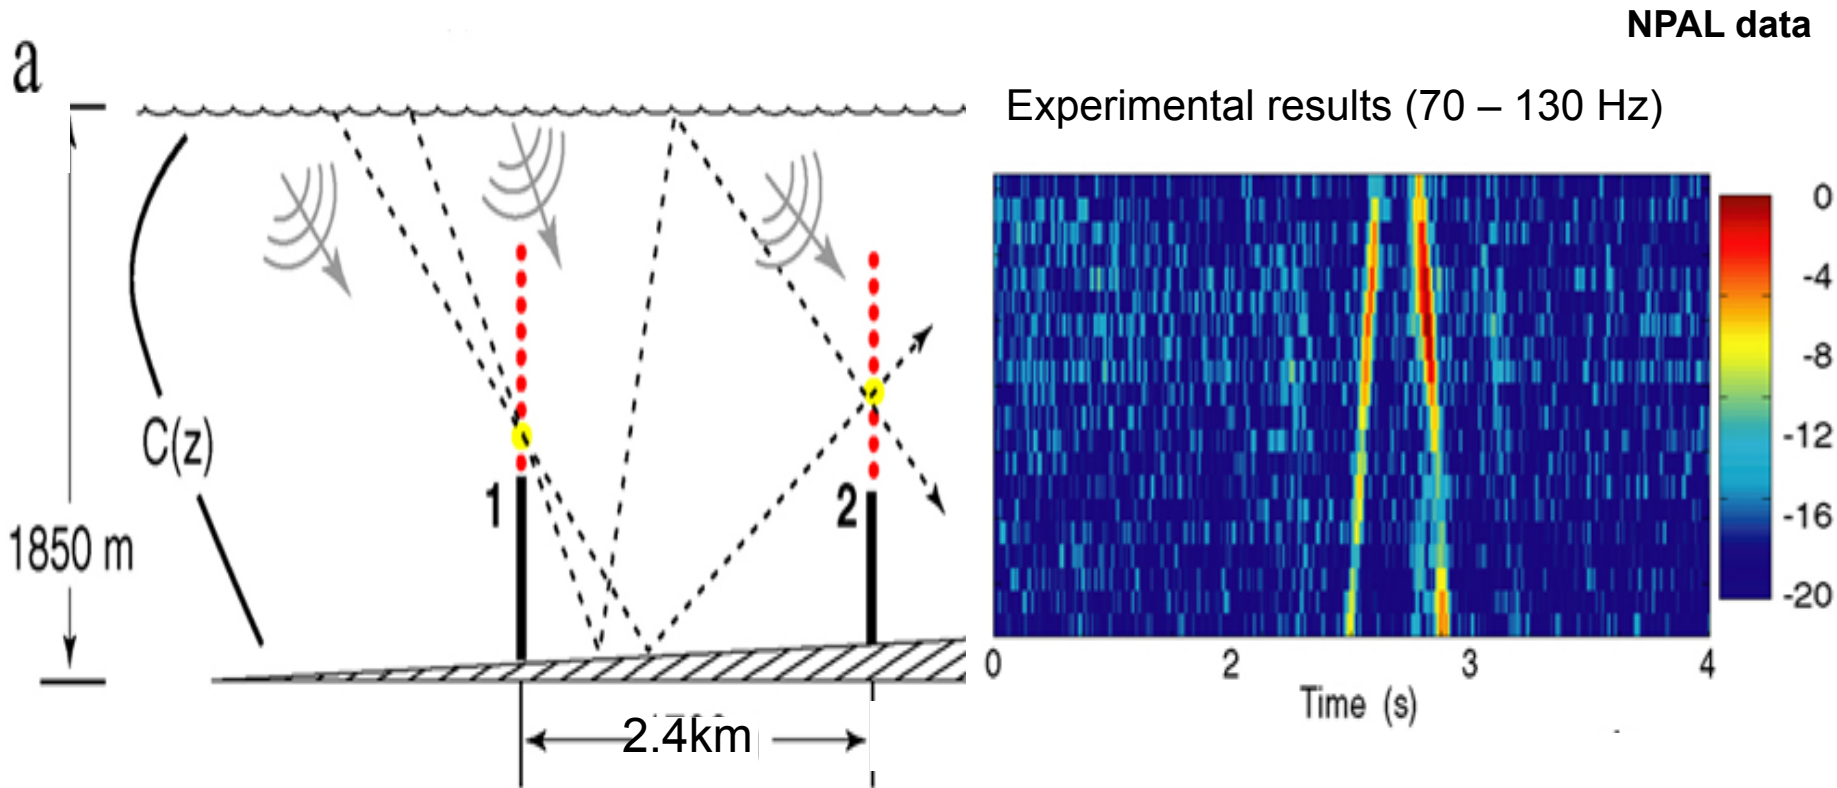 NPAL data
a
Experimental results (70 – 130 Hz)
C(z)
1
2
1850 m
2.4km
0
-4
-8
-12
-16
-20
0 2 3 4
Time (s)